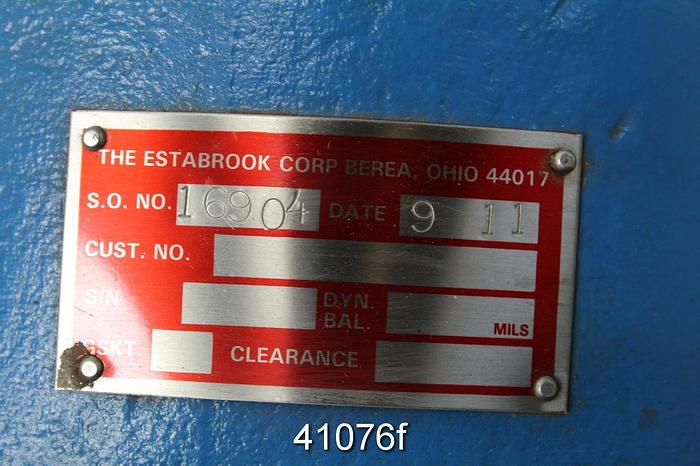 THE ESTABROOK CORP BEREA, OHIO 44017
S.O. NO. 16904 DATE 9 11
CUST. NO.
S/N DYN. BAL. MILS
GSKT. CLEARANCE
41076f